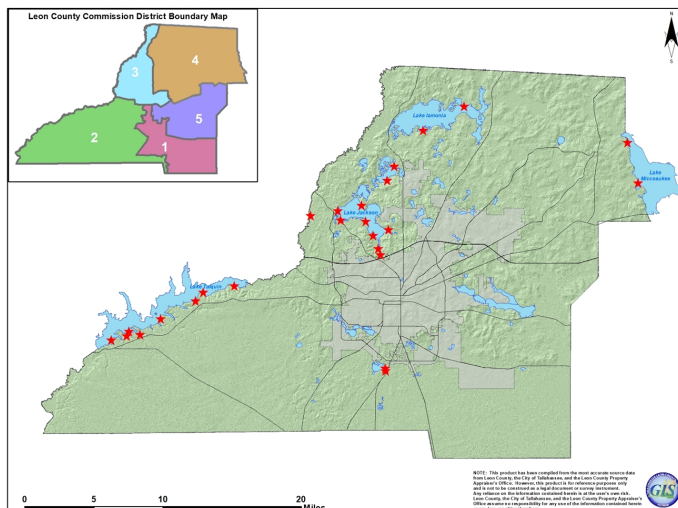 Leon County Commission District Boundary Map
N
4
3
5
2
1
S
Lake Iamonia
Lake
Miccosukee
Lake Jackson
Lake Talquin
0 5 10 20
Miles
NOTE: This product has been compiled from the most accurate source data
from Leon County, the City of Tallahassee, and the Leon County Property
Appraiser's Office. However, this product is for reference purposes only
and is not to be construed as a legal document or survey instrument.
Any reliance on the information contained herein is at the user's own risk.
Leon County, the City of Tallahassee, and the Leon County Property Appraiser's
Office assume no responsibility for any use of the information contained herein
GIS